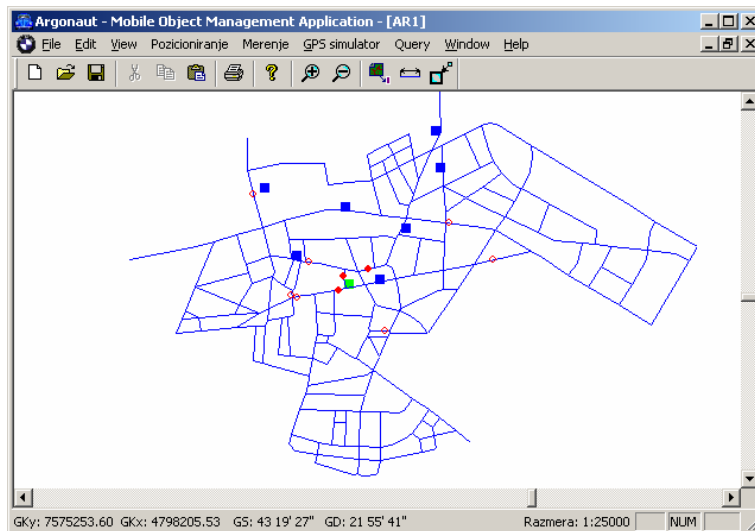 Argonaut - Mobile Object Management Application - [AR1]
File Edit View Pozicioniranje Merenje GPS simulator Query Window Help
GKy: 7575253.60 GKx: 4798205.53 GS: 43 19' 27" GD: 21 55' 41" Razmera: 1:25000 NUM